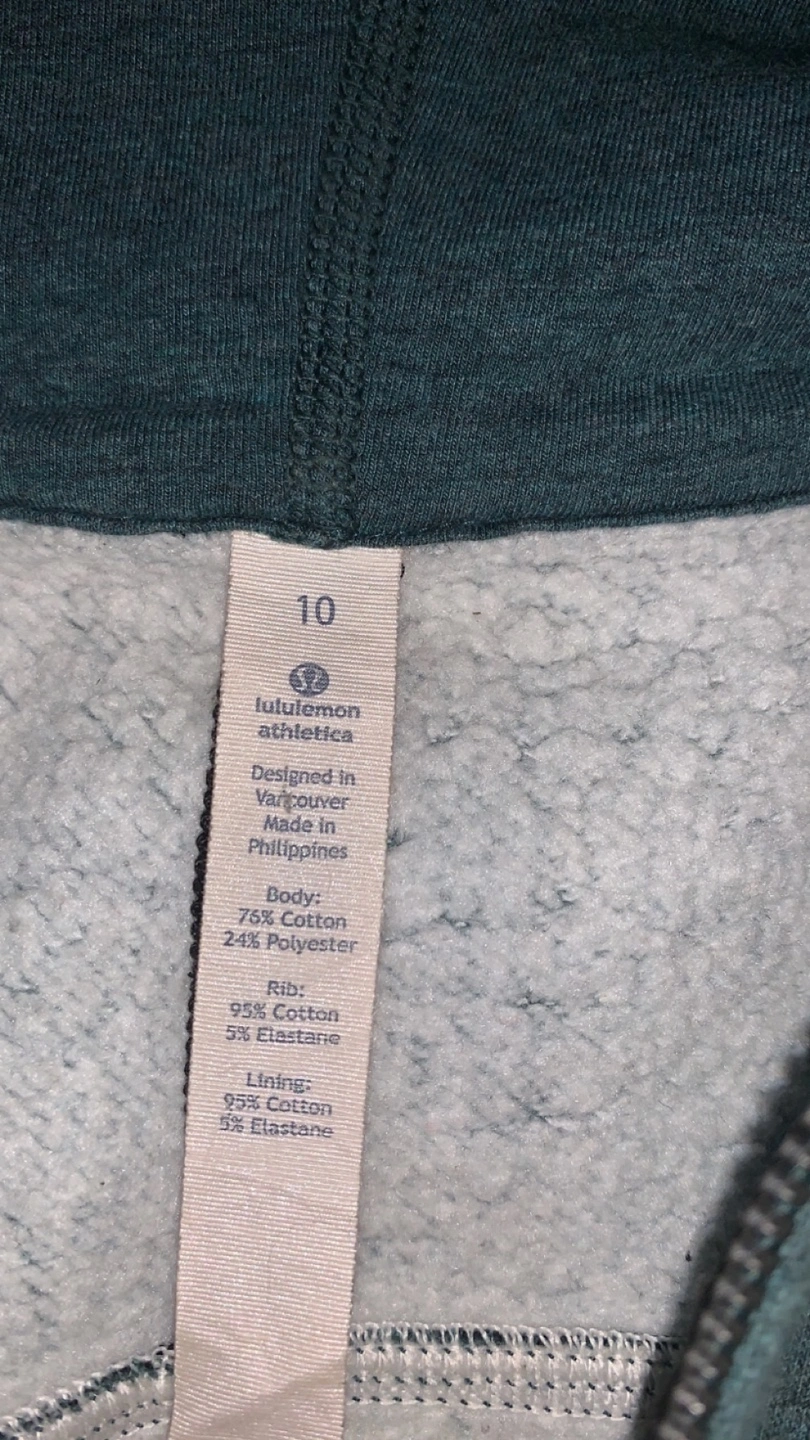 10
lululemon
athletica
Designed in
Vancouver
Made in
Philippines
Body:
76% Cotton
24% Polyester
Rib:
95% Cotton
5% Elastane
Lining:
95% Cotton
5% Elastane